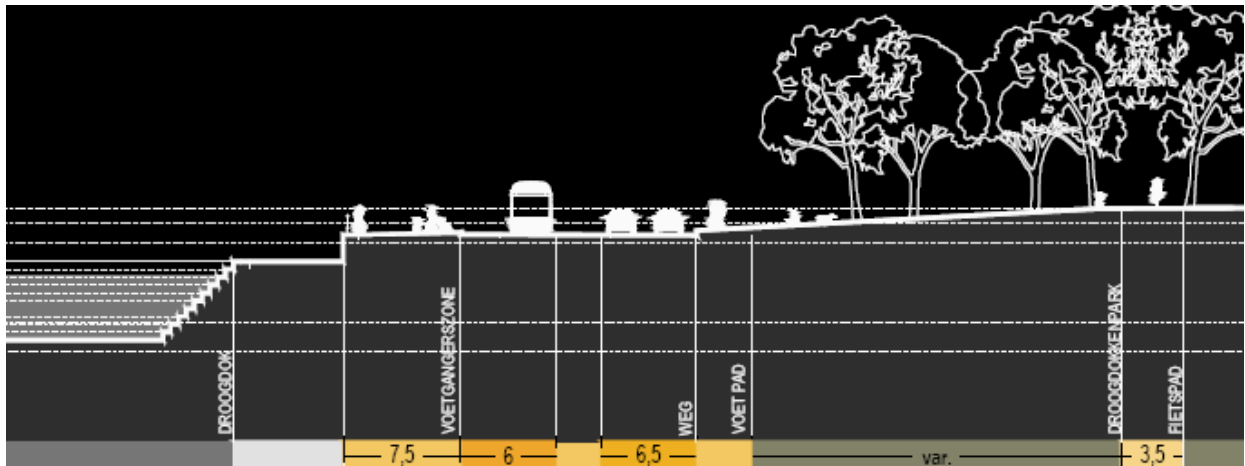 DROOGDOK
VOETGANGERSZONE
WEG
VOET PAD
DROOGDOKKENPARK
FIETSPAD
7,5
6
6,5
var.
3,5